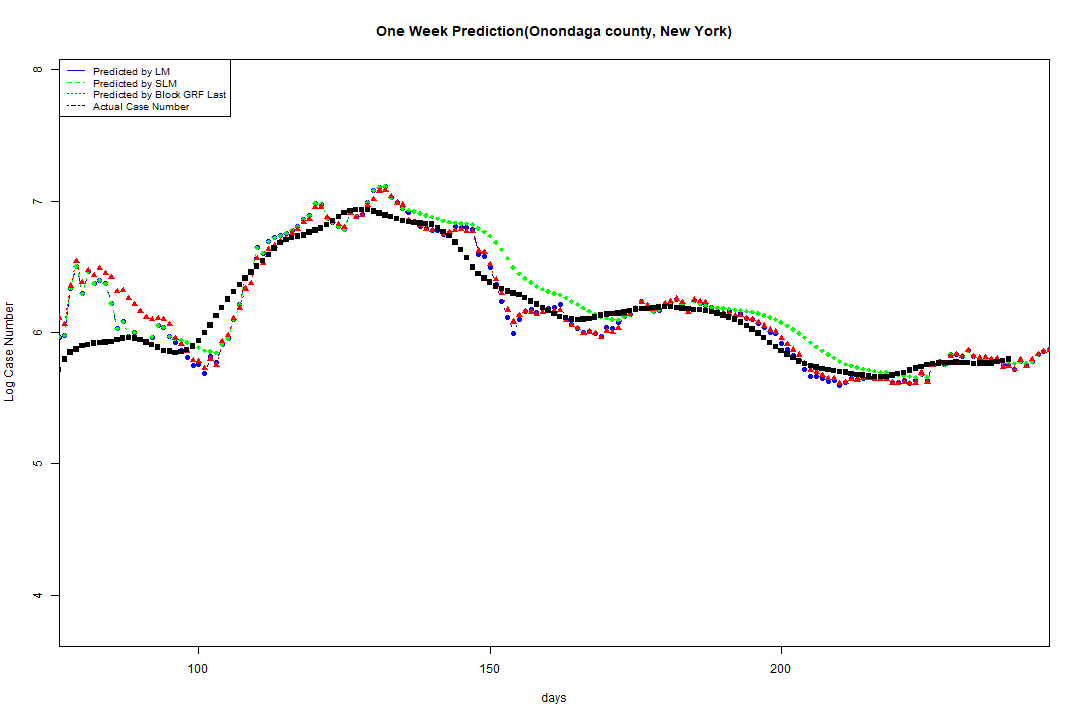 One Week Prediction(Onondaga county, New York)
Predicted by LM
Predicted by SLM
Predicted by Block GRF Last
Actual Case Number
8
7
6
5
4
Log Case Number
100
150
200
days